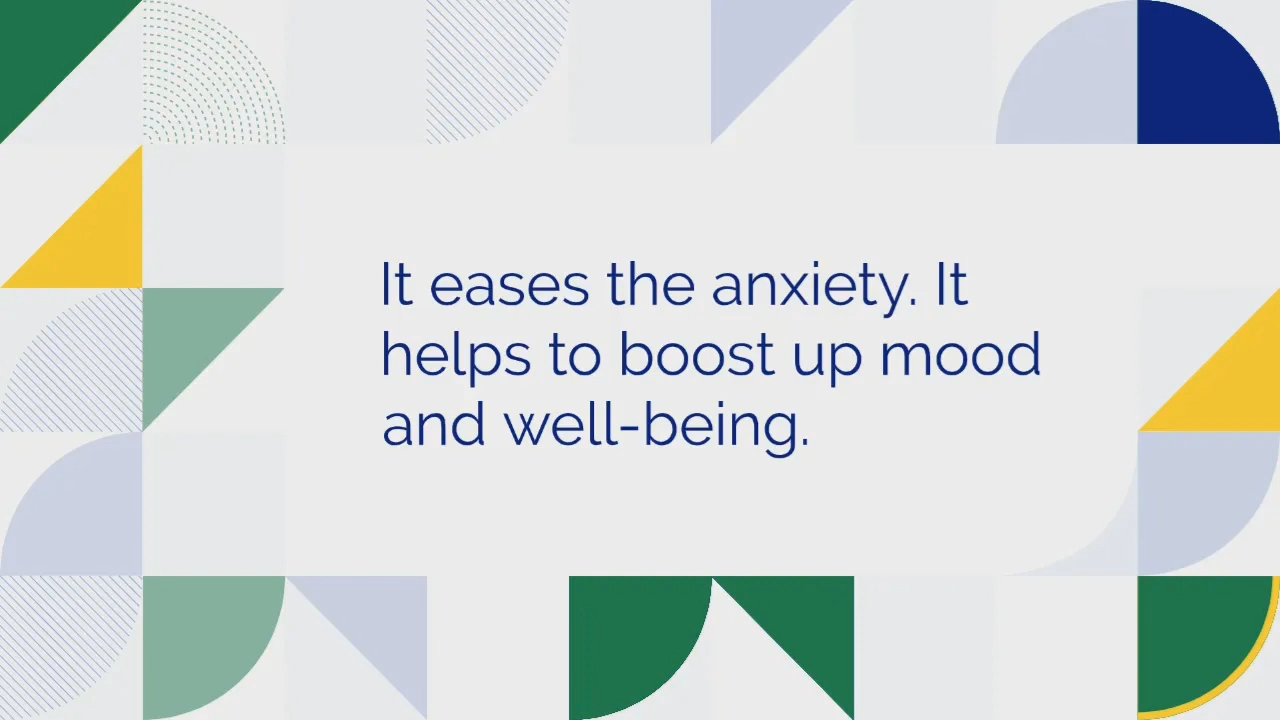 It eases the anxiety. It
helps to boost up mood
and well-being.